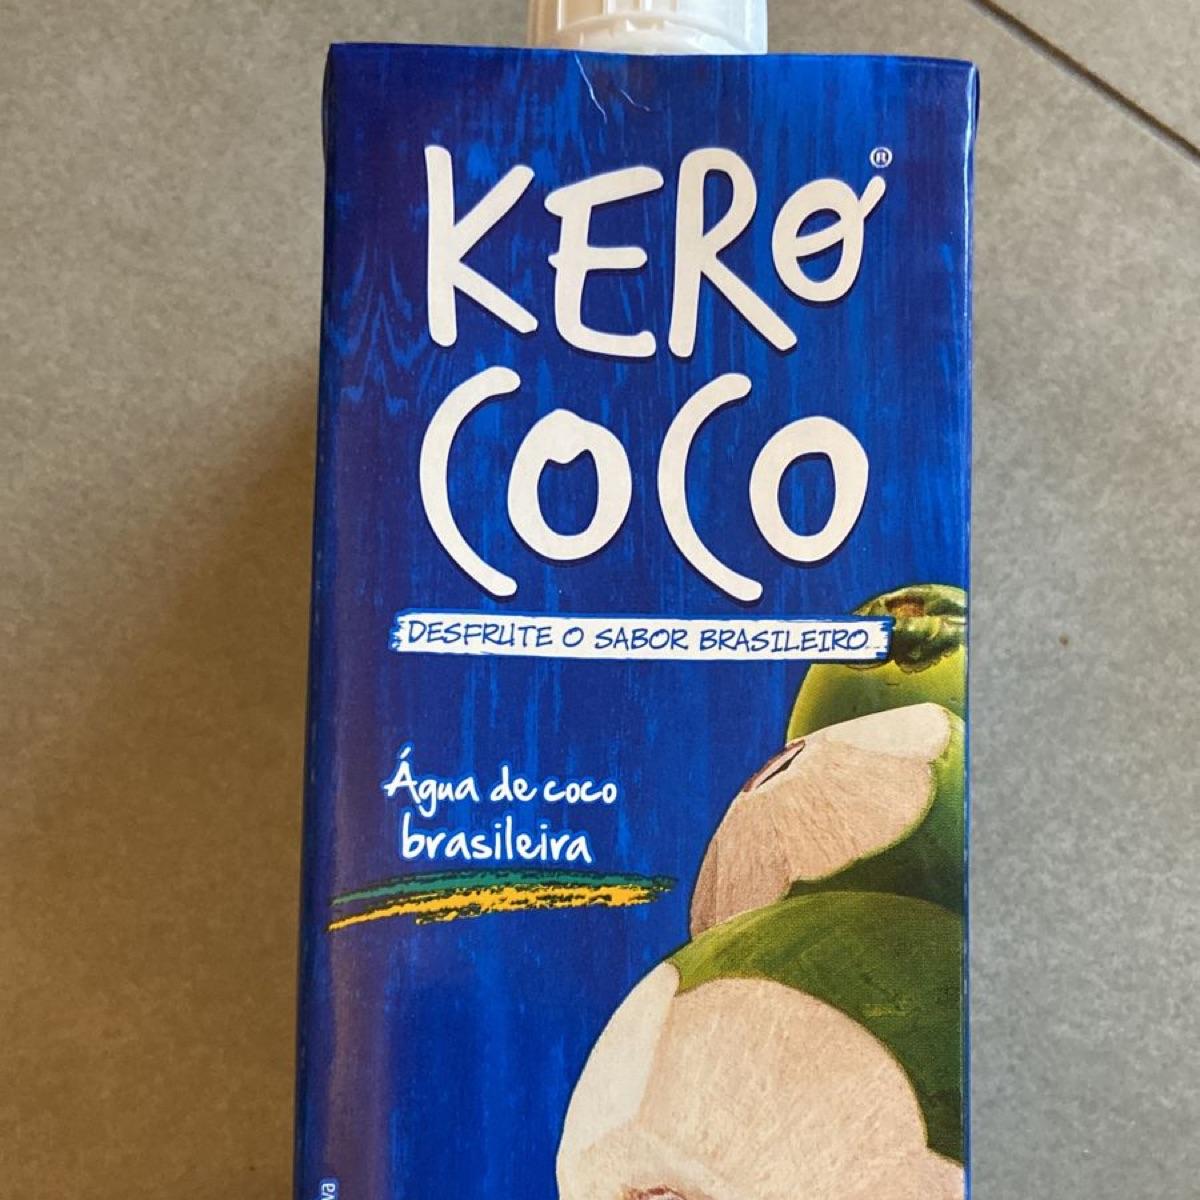 KERO
®
COCO
DESFRUTE O SABOR BRASILEIRO...
Água de coco
brasileira